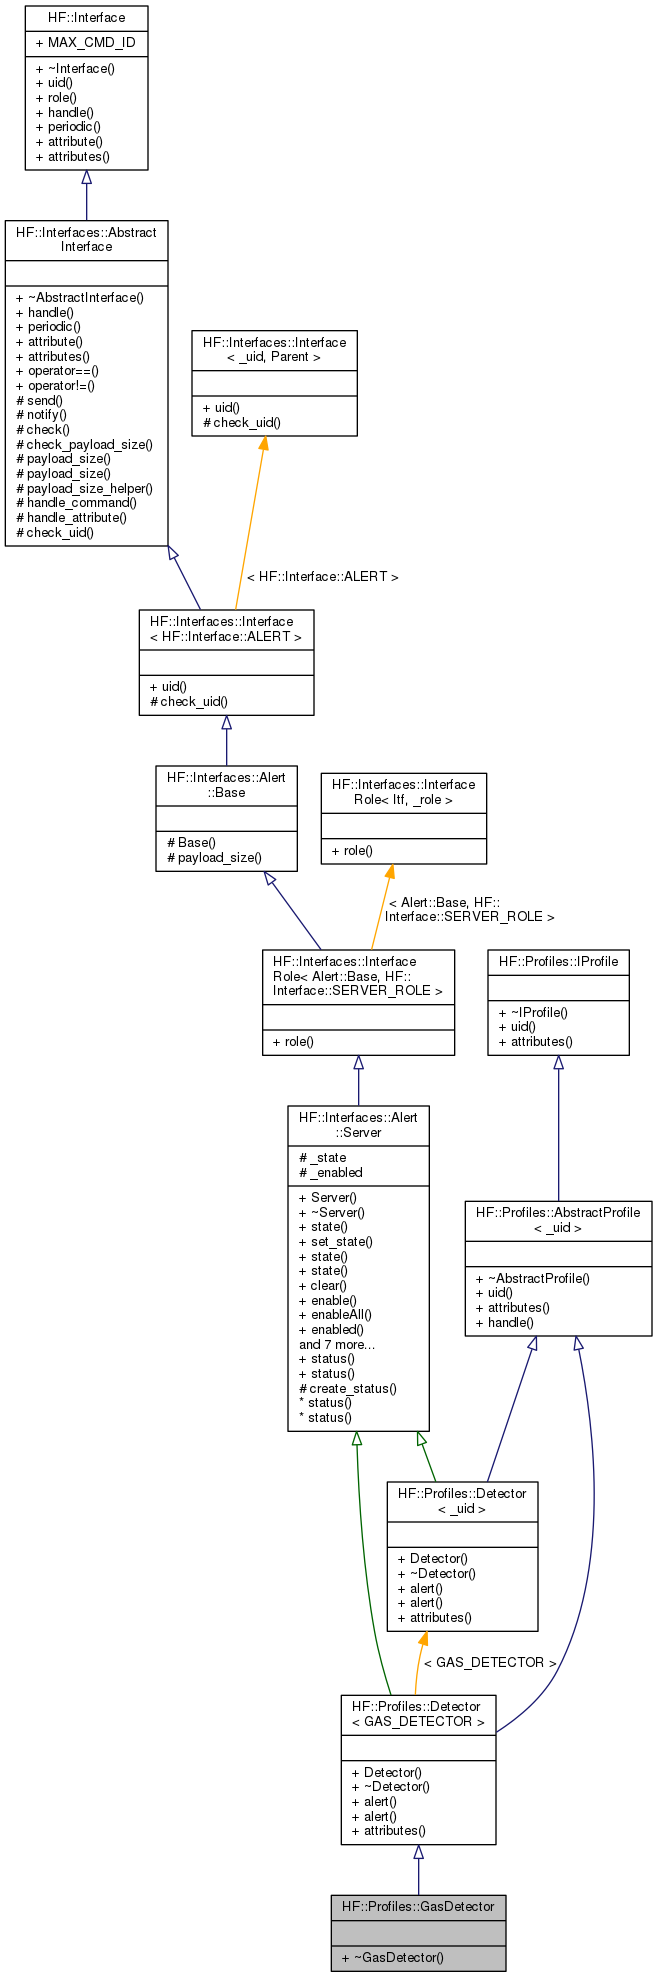 HF::Interface
+ MAX_CMD_ID
+ ~Interface()
+ uid()
+ role()
+ handle()
+ periodic()
+ attribute()
+ attributes()
HF::Interfaces::Abstract
Interface
+ ~AbstractInterface()
+ handle()
+ periodic()
+ attribute()
+ attributes()
+ operator==()
+ operator!=()
# send()
# notify()
# check()
# check_payload_size()
# payload_size()
# payload_size()
# payload_size_helper()
# handle_command()
# handle_attribute()
# check_uid()
HF::Interfaces::Interface
< _uid, Parent >
+ uid()
# check_uid()
< HF::Interface::ALERT >
HF::Interfaces::Interface
< HF::Interface::ALERT >
+ uid()
# check_uid()
HF::Interfaces::Alert
::Base
# Base()
# payload_size()
HF::Interfaces::Interface
Role< Itf, _role >
+ role()
< Alert::Base, HF::
Interface::SERVER_ROLE >
HF::Interfaces::Interface
Role< Alert::Base, HF::
Interface::SERVER_ROLE >
+ role()
HF::Profiles::IProfile
+ ~IProfile()
+ uid()
+ attributes()
HF::Interfaces::Alert
::Server
# _state
# _enabled
+ Server()
+ ~Server()
+ state()
+ set_state()
+ state()
+ state()
+ clear()
+ enable()
+ enableAll()
+ enabled()
and 7 more...
+ status()
+ status()
# create_status()
* status()
* status()
HF::Profiles::AbstractProfile
< _uid >
+ ~AbstractProfile()
+ uid()
+ attributes()
+ handle()
HF::Profiles::Detector
< _uid >
+ Detector()
+ ~Detector()
+ alert()
+ alert()
+ attributes()
< GAS_DETECTOR >
HF::Profiles::Detector
< GAS_DETECTOR >
+ Detector()
+ ~Detector()
+ alert()
+ alert()
+ attributes()
HF::Profiles::GasDetector
+ ~GasDetector()